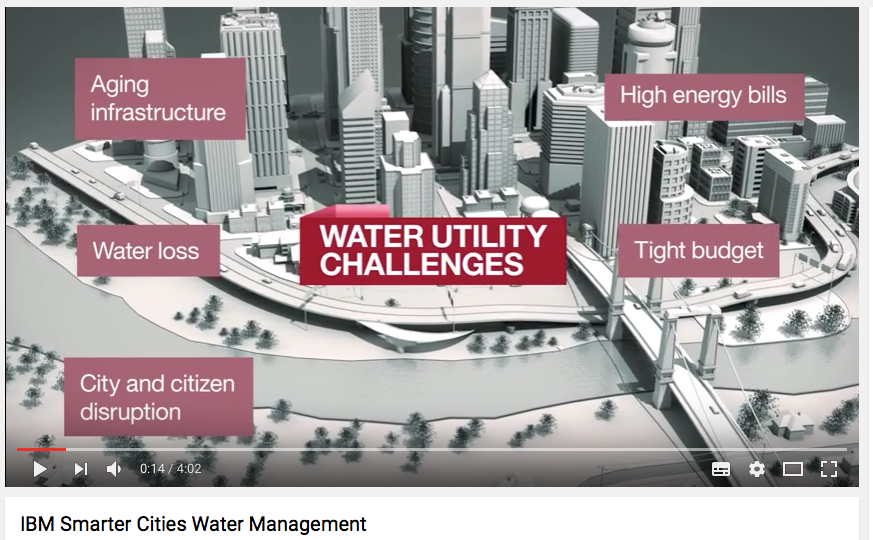 Aging
infrastructure
High energy bills
WATER UTILITY
CHALLENGES
Water loss
Tight budget
City and citizen
disruption
0:14 / 4:02
IBM Smarter Cities Water Management